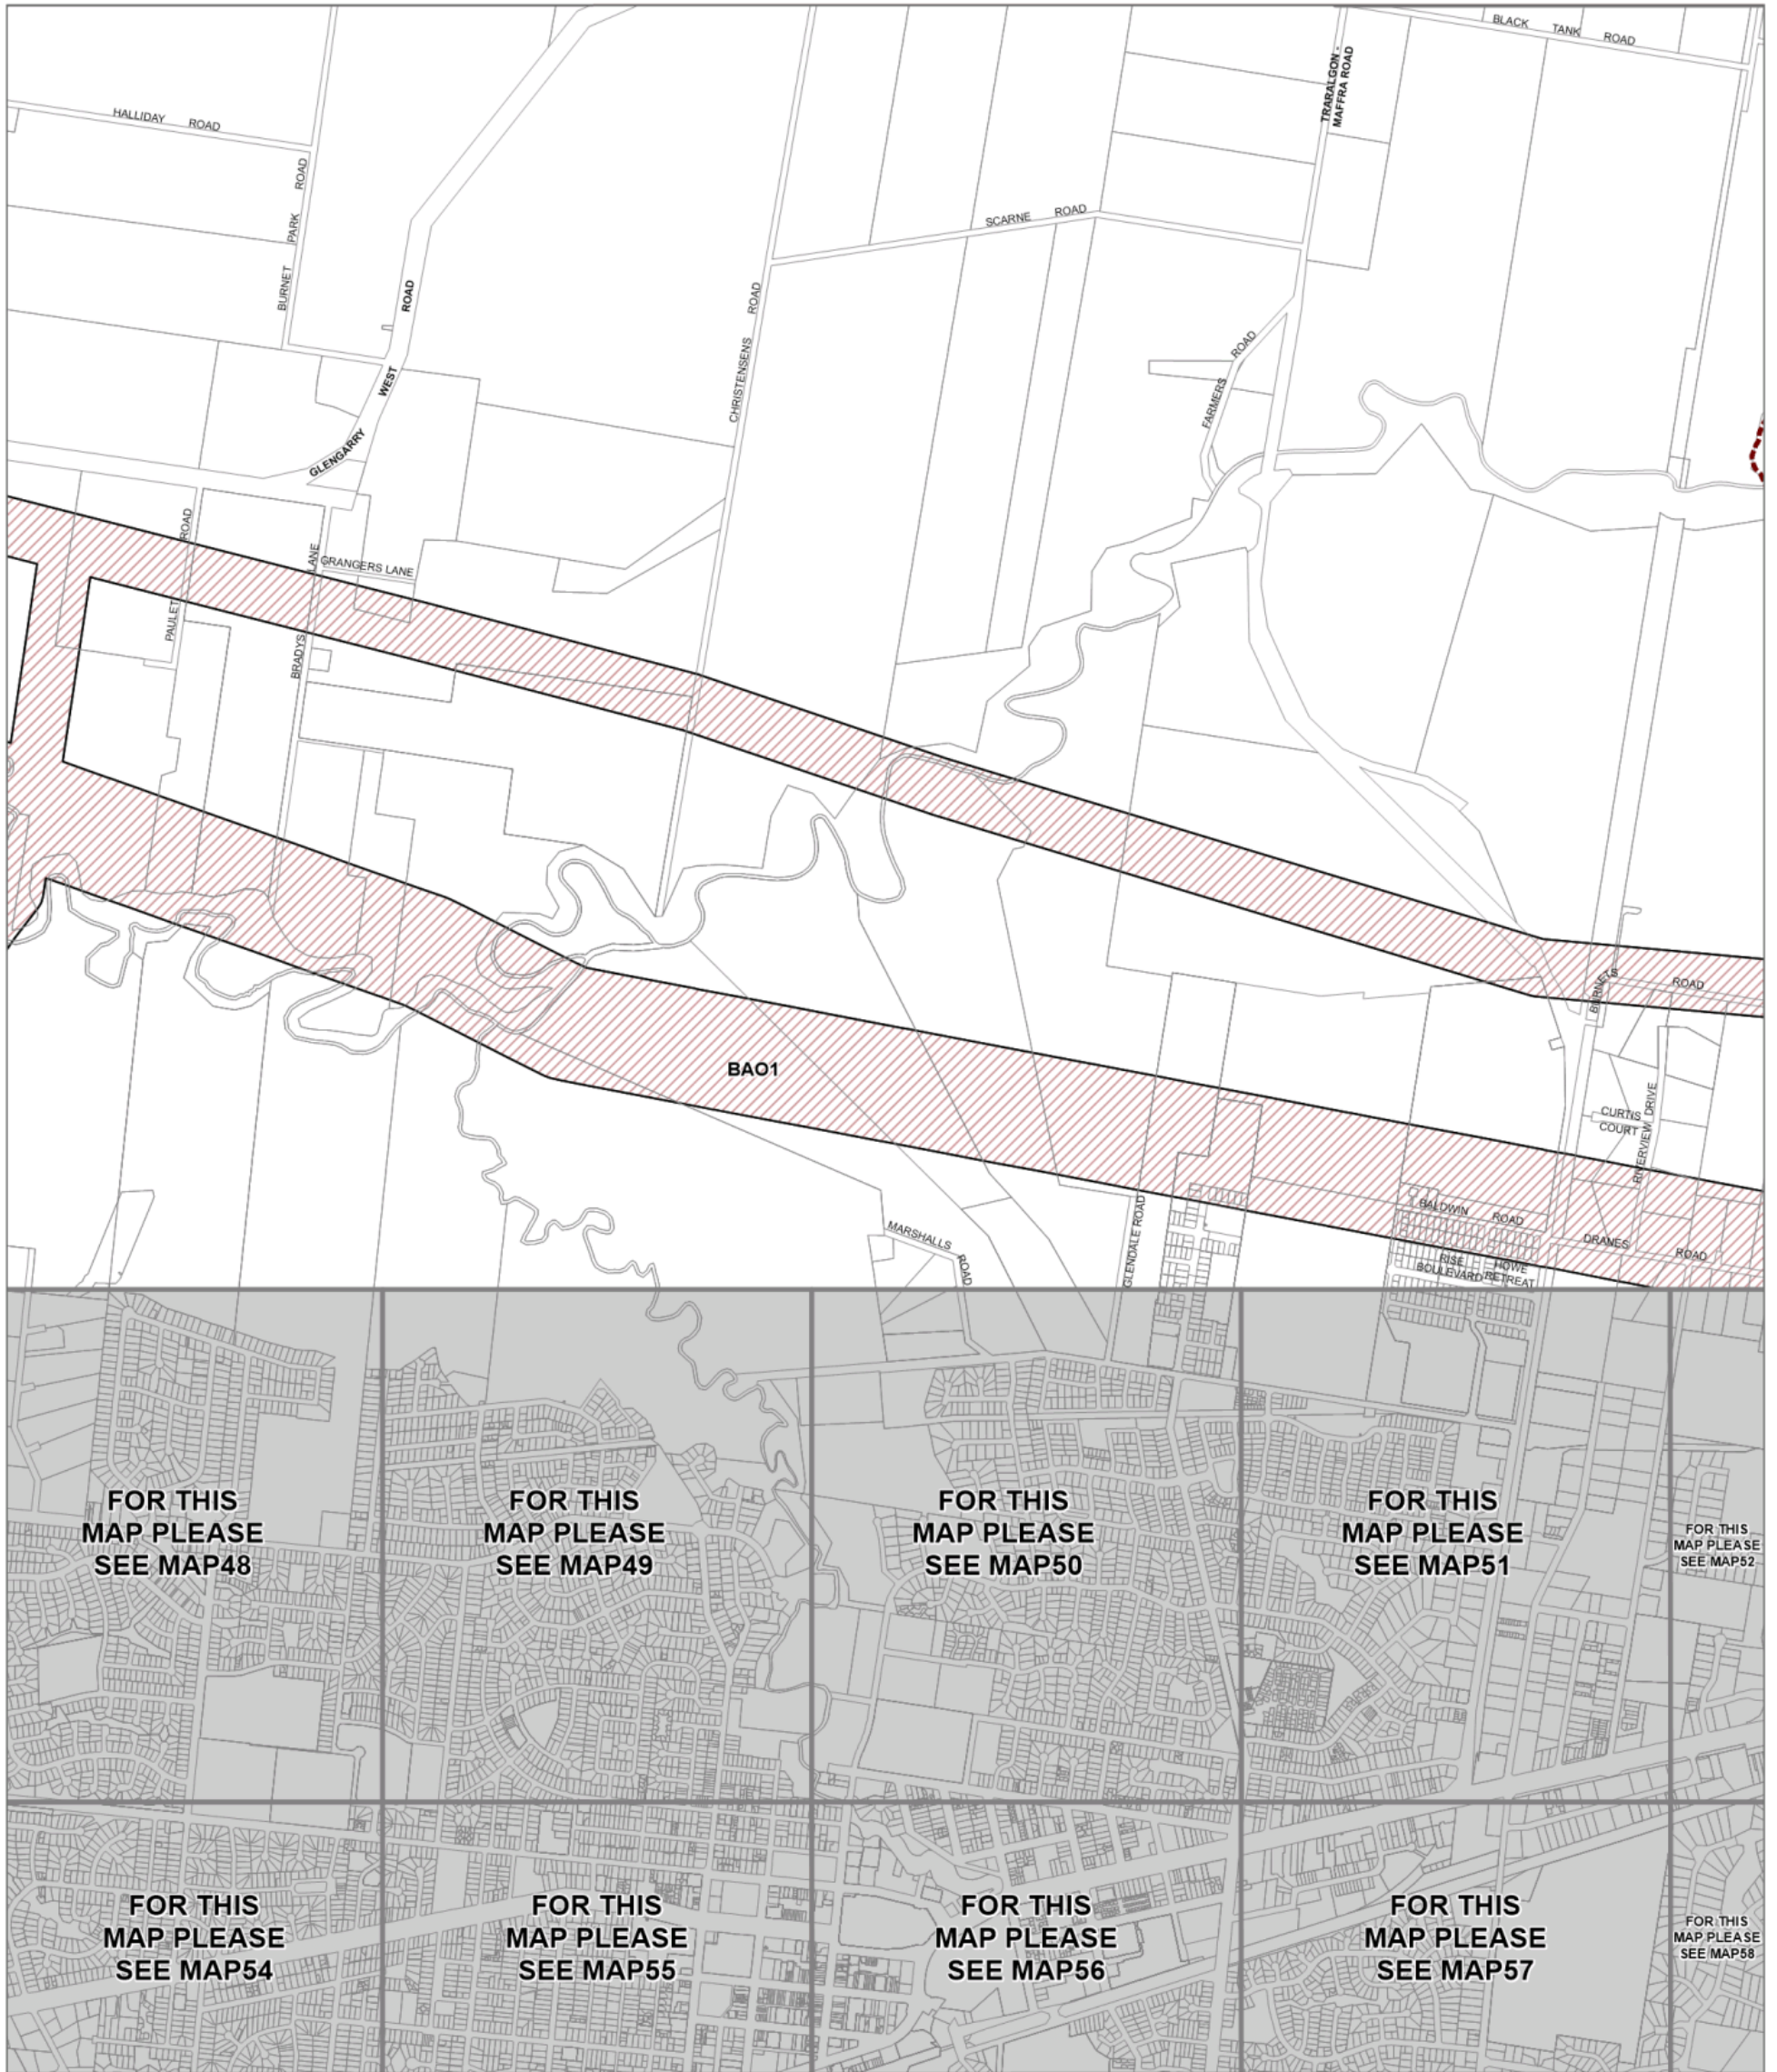 BLACK TANK ROAD
TRARALGON -
MAFFRA ROAD
HALLIDAY ROAD
BURNET PARK ROAD
SCARNE ROAD
GLENGARRY WEST ROAD
CHRISTENSENS ROAD
FARMERS ROAD
PAULET ROAD
BRADYS LANE
GRANGERS LANE
BURNETS ROAD
BAO1
CURTIS
COURT
RIVERVIEW DRIVE
BALDWIN ROAD
DRANES ROAD
MARSHALLS ROAD
GLENDALE ROAD
RISE
BOULEVARD
HOWE
RETREAT
FOR THIS
MAP PLEASE
SEE MAP48
FOR THIS
MAP PLEASE
SEE MAP49
FOR THIS
MAP PLEASE
SEE MAP50
FOR THIS
MAP PLEASE
SEE MAP51
FOR THIS
MAP PLEASE
SEE MAP52
FOR THIS
MAP PLEASE
SEE MAP54
FOR THIS
MAP PLEASE
SEE MAP55
FOR THIS
MAP PLEASE
SEE MAP56
FOR THIS
MAP PLEASE
SEE MAP57
FOR THIS
MAP PLEASE
SEE MAP58